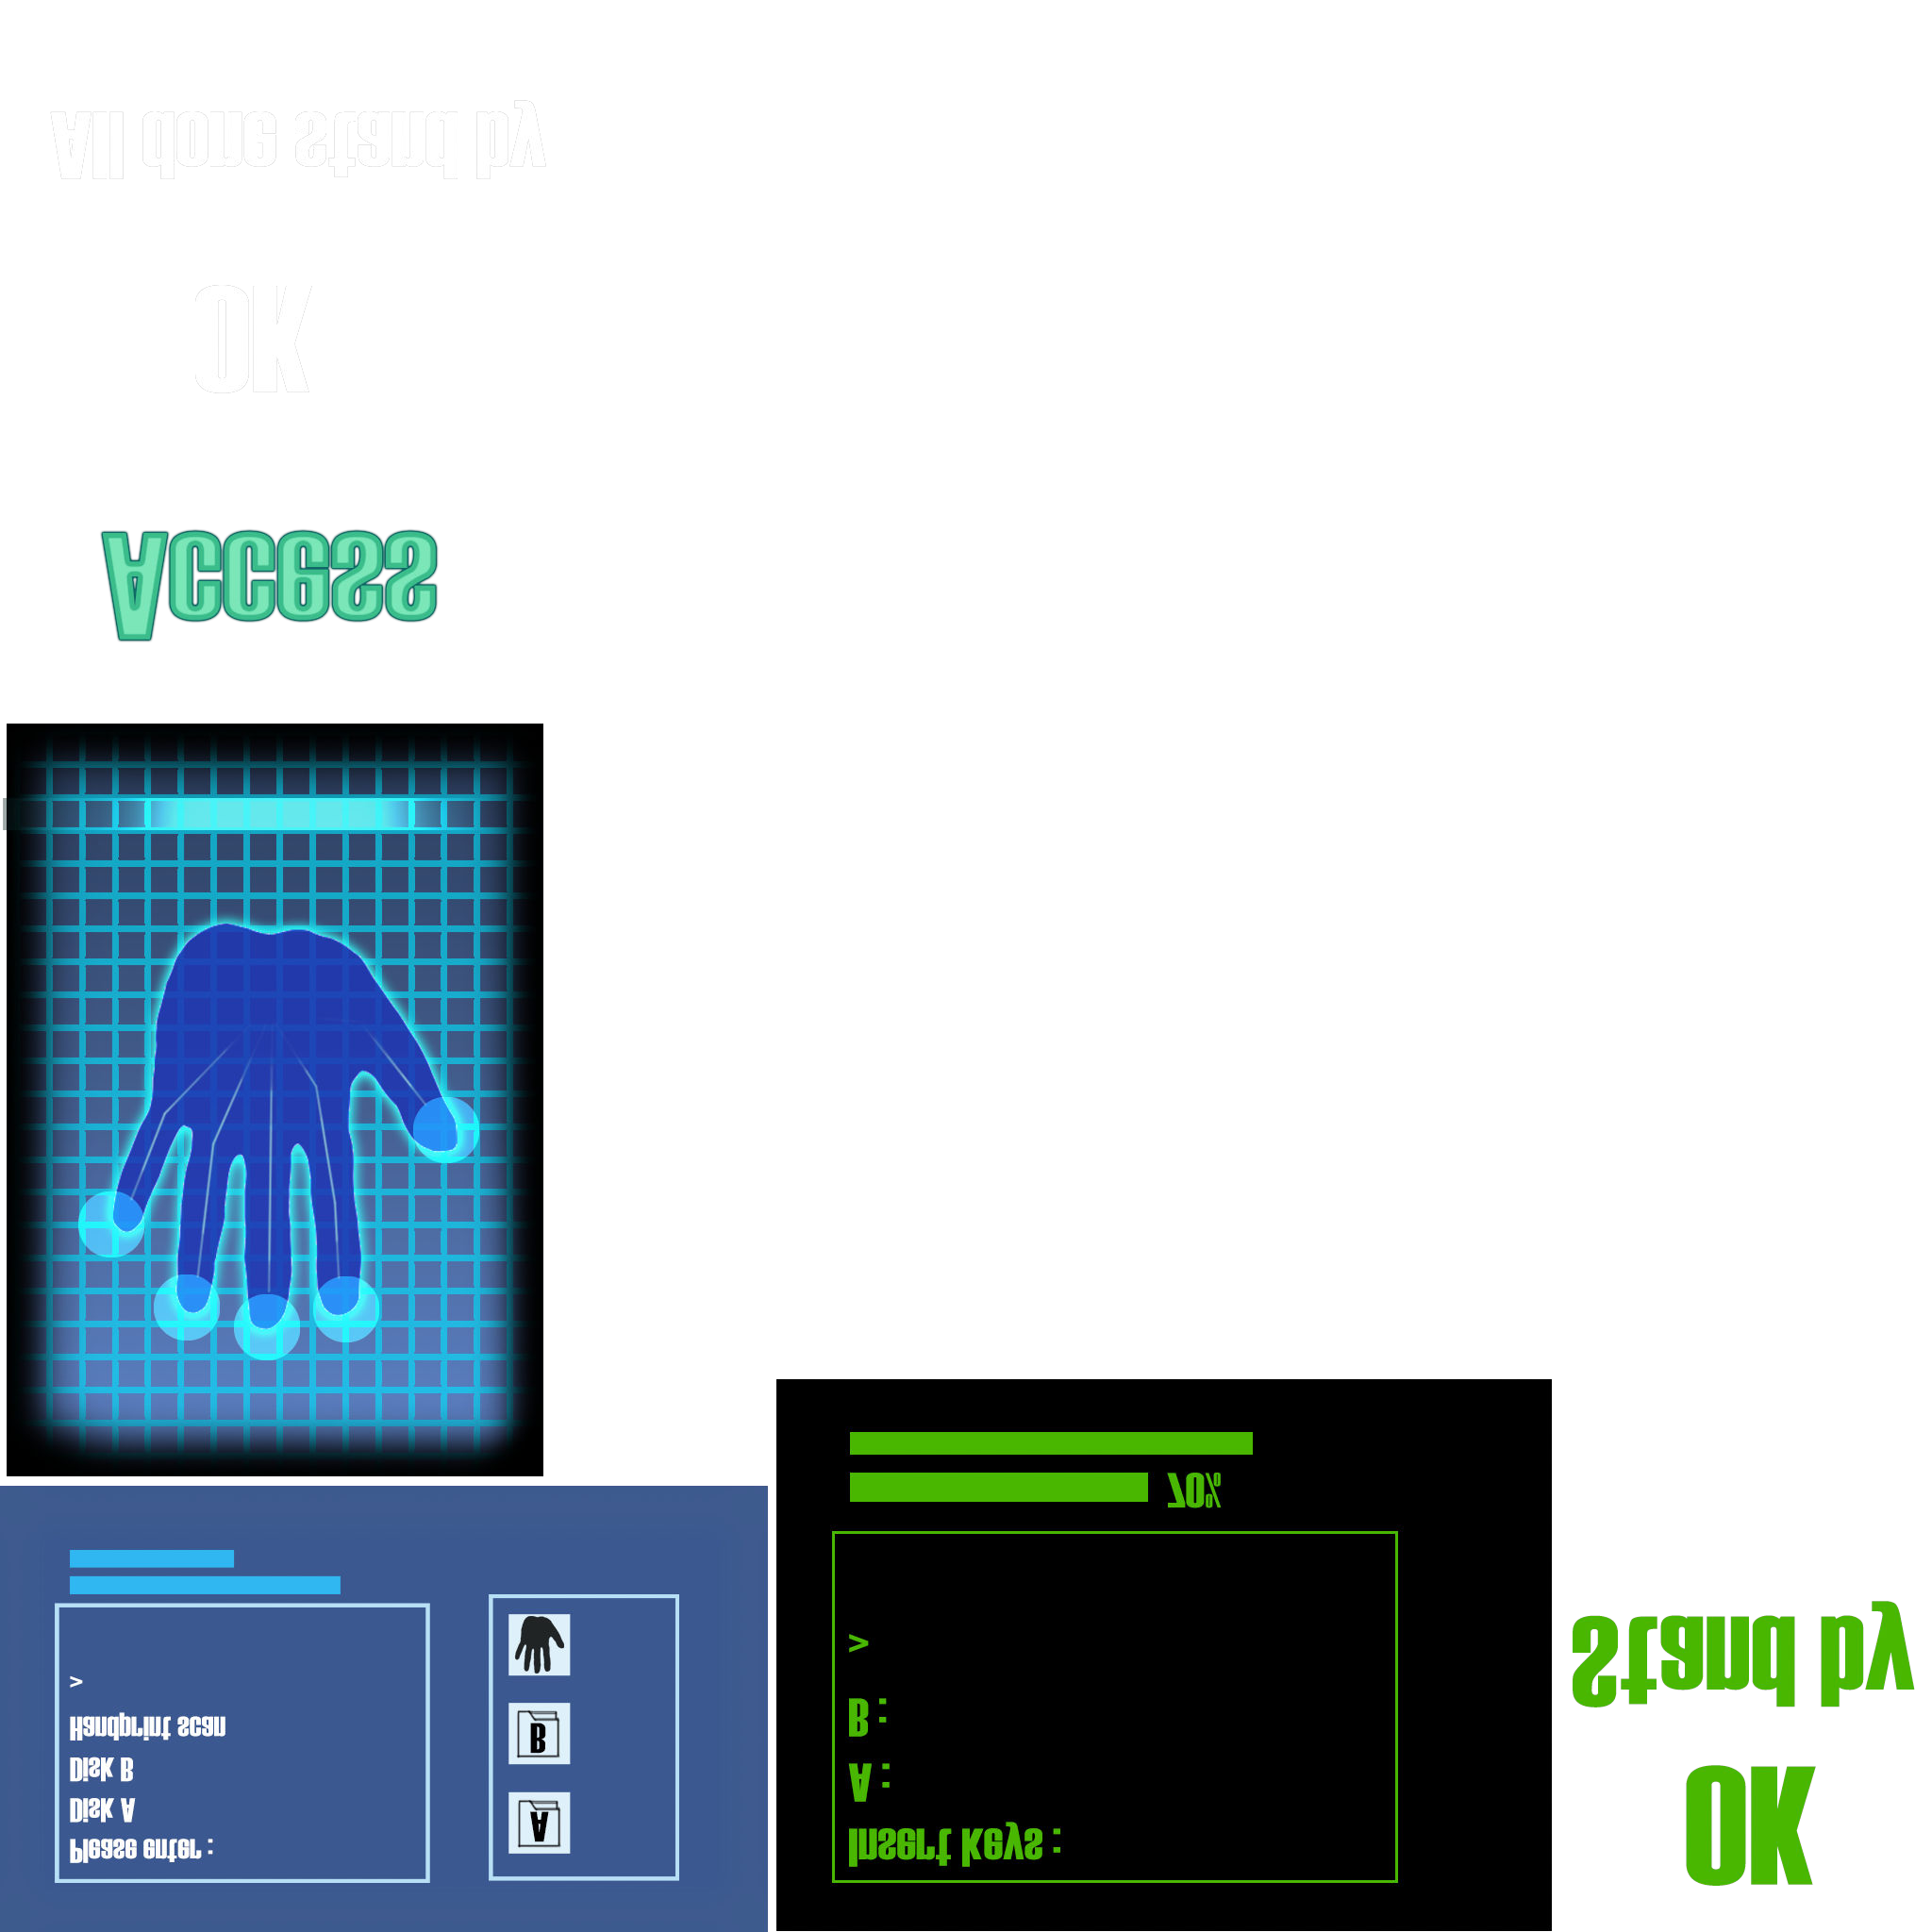 All done stand by
OK
Access
Please enter :
Disk A
Disk B
Handprint scan
>
A
B
Insert keys :
A :
B :
>
70%
OK
Stand by